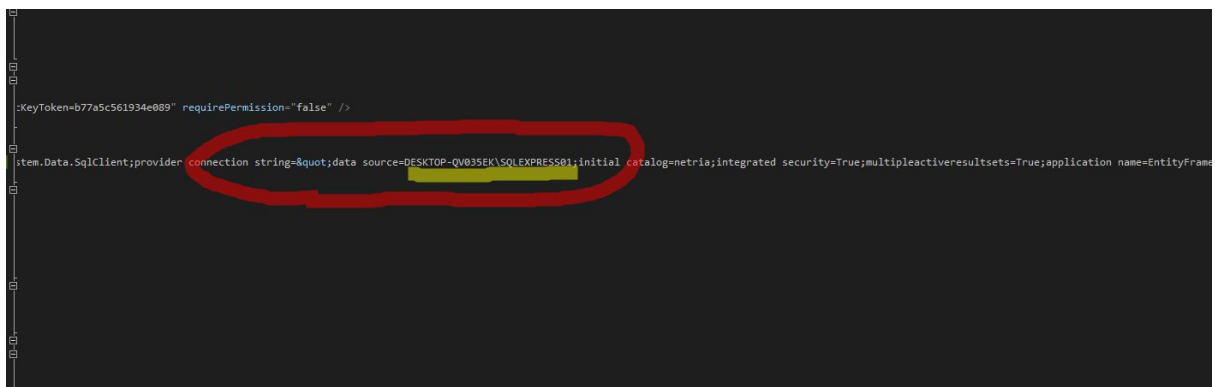 :KeyToken=b77a5c561934e089" requirePermission="false" />
stem.Data.SqlClient;provider connection string=&quot;data source=DESKTOP-QV035EK\SQLEXPRESS01;initial catalog=netria;integrated security=True;multipleactiveresultsets=True;application name=EntityFrame